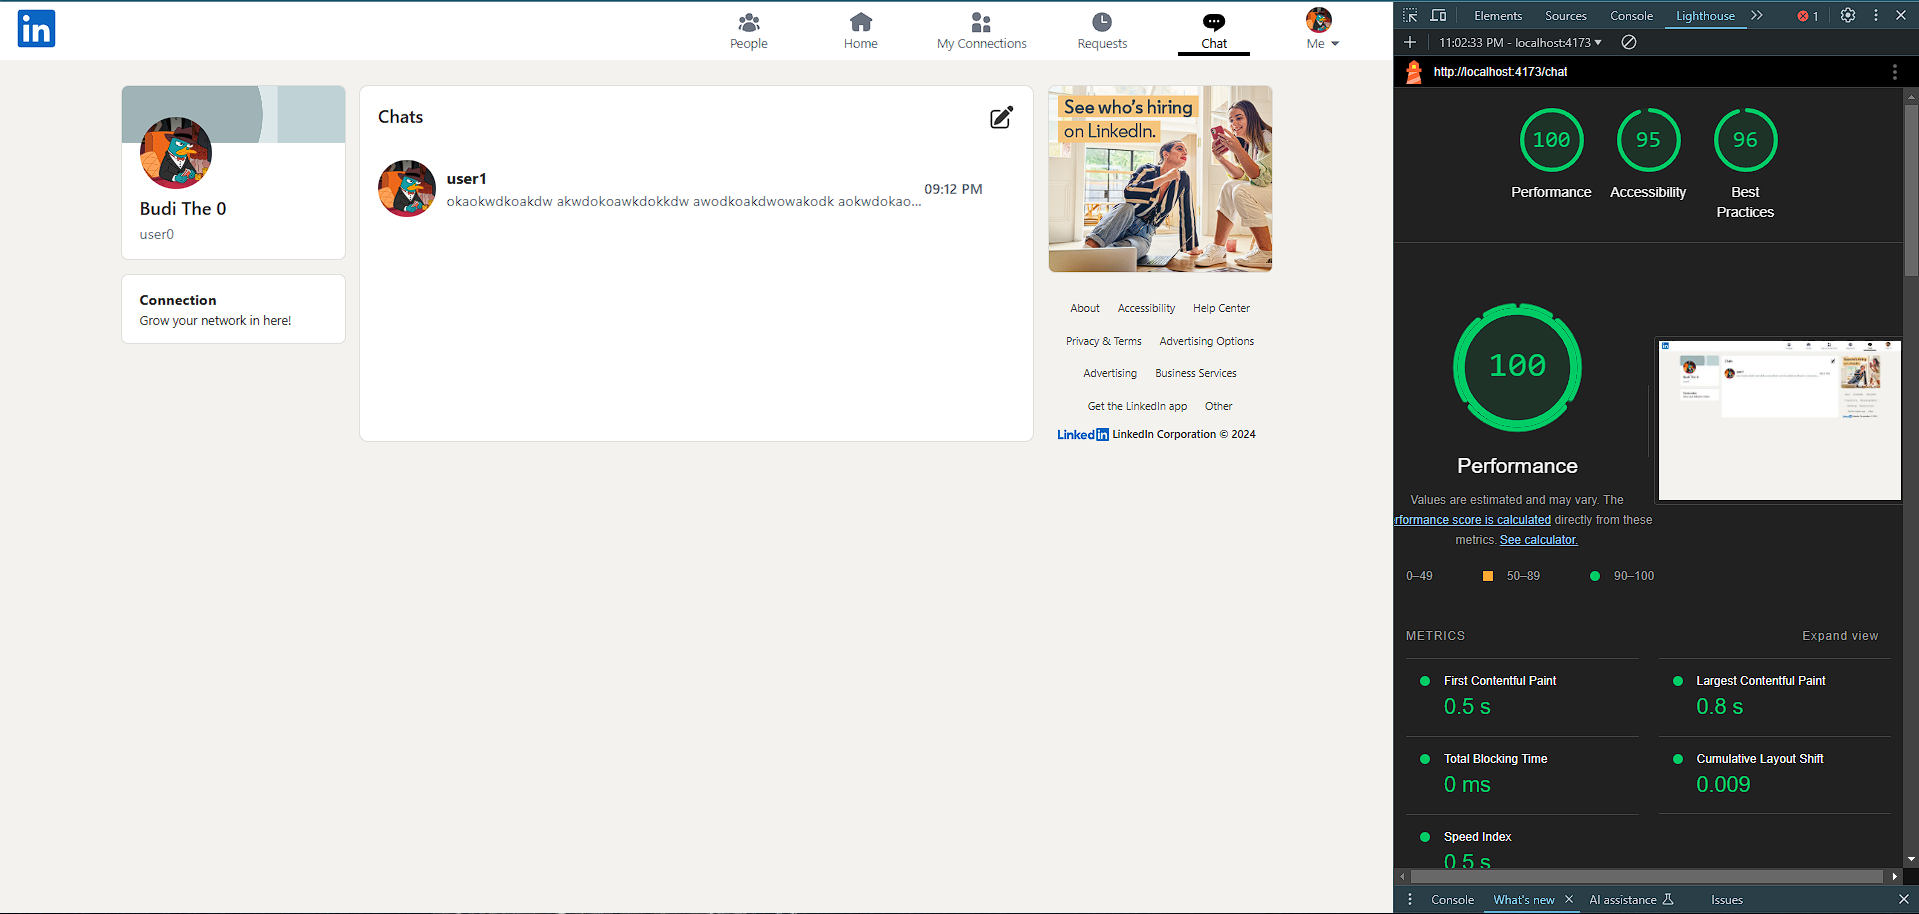 in
People
Home
My Connections
Requests
Chat
Me
Budi The 0
user0
Connection
Grow your network in here!
Chats
user1
okaokwdkoakdw akwdokoawkdokkdw awodkoakdwowakodk aokwdokao...
09:12 PM
See who's hiring
on LinkedIn.
About Accessibility Help Center
Privacy & Terms Advertising Options
Advertising Business Services
Get the LinkedIn app Other
LinkedIn LinkedIn Corporation © 2024
Elements Sources Console Lighthouse 1
11:02:33 PM - localhost:4173
http://localhost:4173/chat
100 95 96
Performance Accessibility Best
Practices
100
Performance
Values are estimated and may vary. The
rformance score is calculated directly from these
metrics. See calculator.
0–49 50–89 90–100
METRICS Expand view
First Contentful Paint
0.5 s
Largest Contentful Paint
0.8 s
Total Blocking Time
0 ms
Cumulative Layout Shift
0.009
Speed Index
0.5 s
Console What's new AI assistance Issues